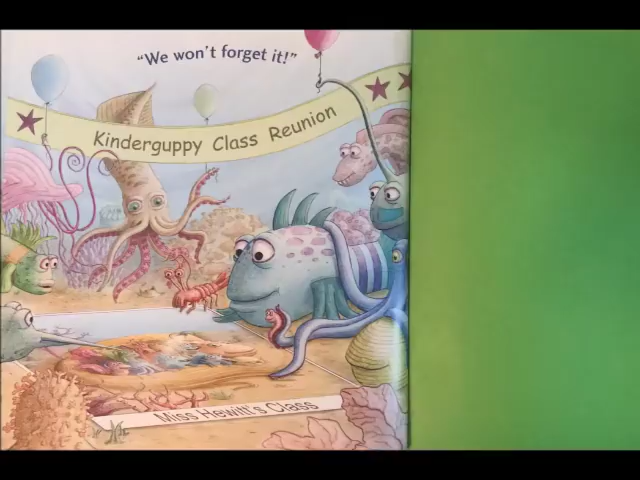 "We won't forget it!"
Kinderguppy Class Reunion
Miss Hewitt's Class